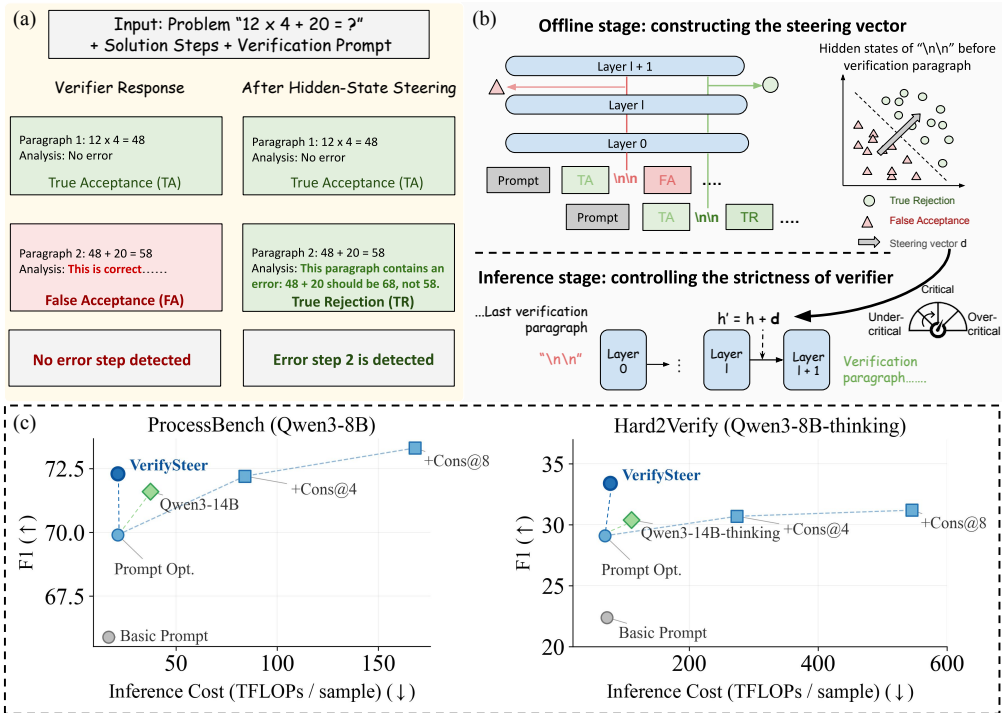 (a)
Input: Problem “12 x 4 + 20 = ?”
+ Solution Steps + Verification Prompt
Verifier Response
After Hidden-State Steering
Paragraph 1: 12 x 4 = 48
Analysis: No error
True Acceptance (TA)
Paragraph 1: 12 x 4 = 48
Analysis: No error
True Acceptance (TA)
Paragraph 2: 48 + 20 = 58
Analysis: This is correct……
False Acceptance (FA)
Paragraph 2: 48 + 20 = 58
Analysis: This paragraph contains an
error: 48 + 20 should be 68, not 58.
True Rejection (TR)
No error step detected
Error step 2 is detected
(b)
Offline stage: constructing the steering vector
Layer l + 1
Layer l
Layer 0
Prompt
TA
\n\n
FA
....
Prompt
TA
\n\n
TR
....
Hidden states of “\n\n” before
verification paragraph
True Rejection
False Acceptance
Steering vector d
Inference stage: controlling the strictness of verifier
...Last verification
paragraph
“\n\n”
Layer
0
⋮
Layer
l
h’ = h + d
Layer
l + 1
Verification
paragraph.......
Critical
Under-
critical
Over-
critical
(c)
ProcessBench (Qwen3-8B)
F1 (↑)
72.5
70.0
67.5
VerifySteer
Qwen3-14B
+Cons@4
+Cons@8
Prompt Opt.
Basic Prompt
50
100
150
Inference Cost (TFLOPs / sample) (↓)
Hard2Verify (Qwen3-8B-thinking)
F1 (↑)
35
30
25
20
VerifySteer
Qwen3-14B-thinking
+Cons@4
+Cons@8
Prompt Opt.
Basic Prompt
200
400
600
Inference Cost (TFLOPs / sample) (↓)